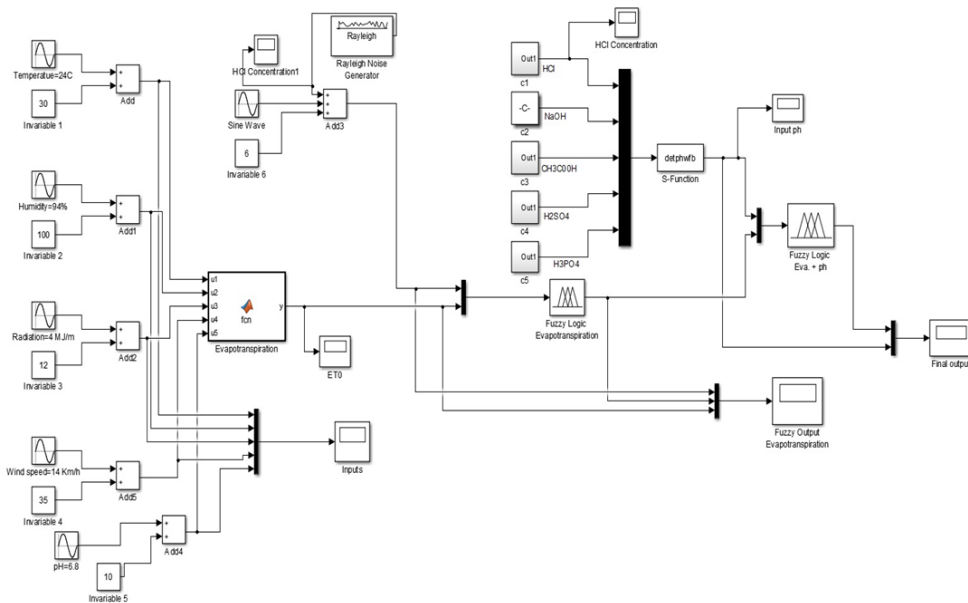 Temperatue=24C
30
Invariable 1
Add
Humidity=94%
100
Invariable 2
Add1
Radiation=4 MJ/m
12
Invariable 3
Add2
Wind speed=14 Km/h
35
Invariable 4
Add5
pH=6.8
10
Invariable 5
Add4
HCl Concentration1
Rayleigh
Rayleigh Noise
Generator
Sine Wave
6
Invariable 6
Add3
u1
u2
u3
u4
u5
fcn
y
Evapotranspiration
ET0
Inputs
HCl Concentration
Out1
HCl
c1
-C-
NaOH
c2
Out1
CH3C00H
c3
Out1
H2SO4
c4
Out1
H3PO4
c5
detphwfb
S-Function
Input ph
Fuzzy Logic
Eva. + ph
Fuzzy Logic
Evapotranspiration
Fuzzy Output
Evapotranspiration
Final output